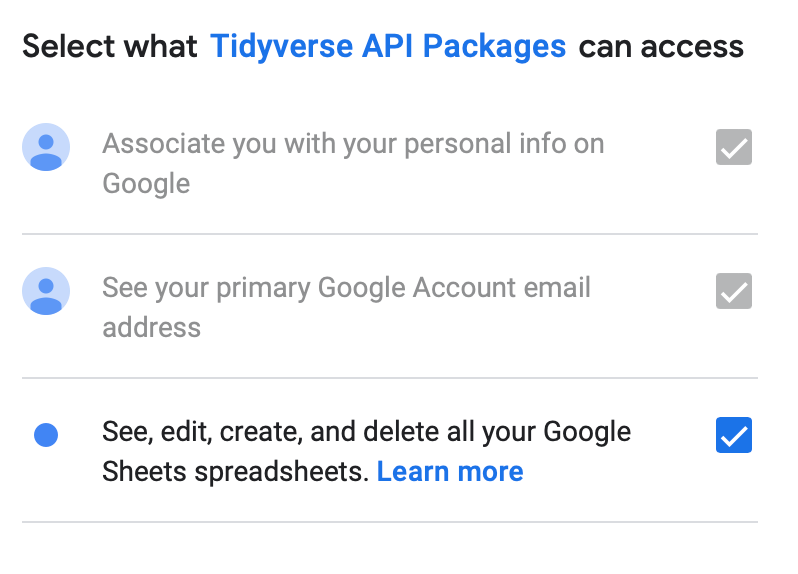 Select what Tidyverse API Packages can access
Associate you with your personal info on
Google
See your primary Google Account email
address
See, edit, create, and delete all your Google
Sheets spreadsheets. Learn more